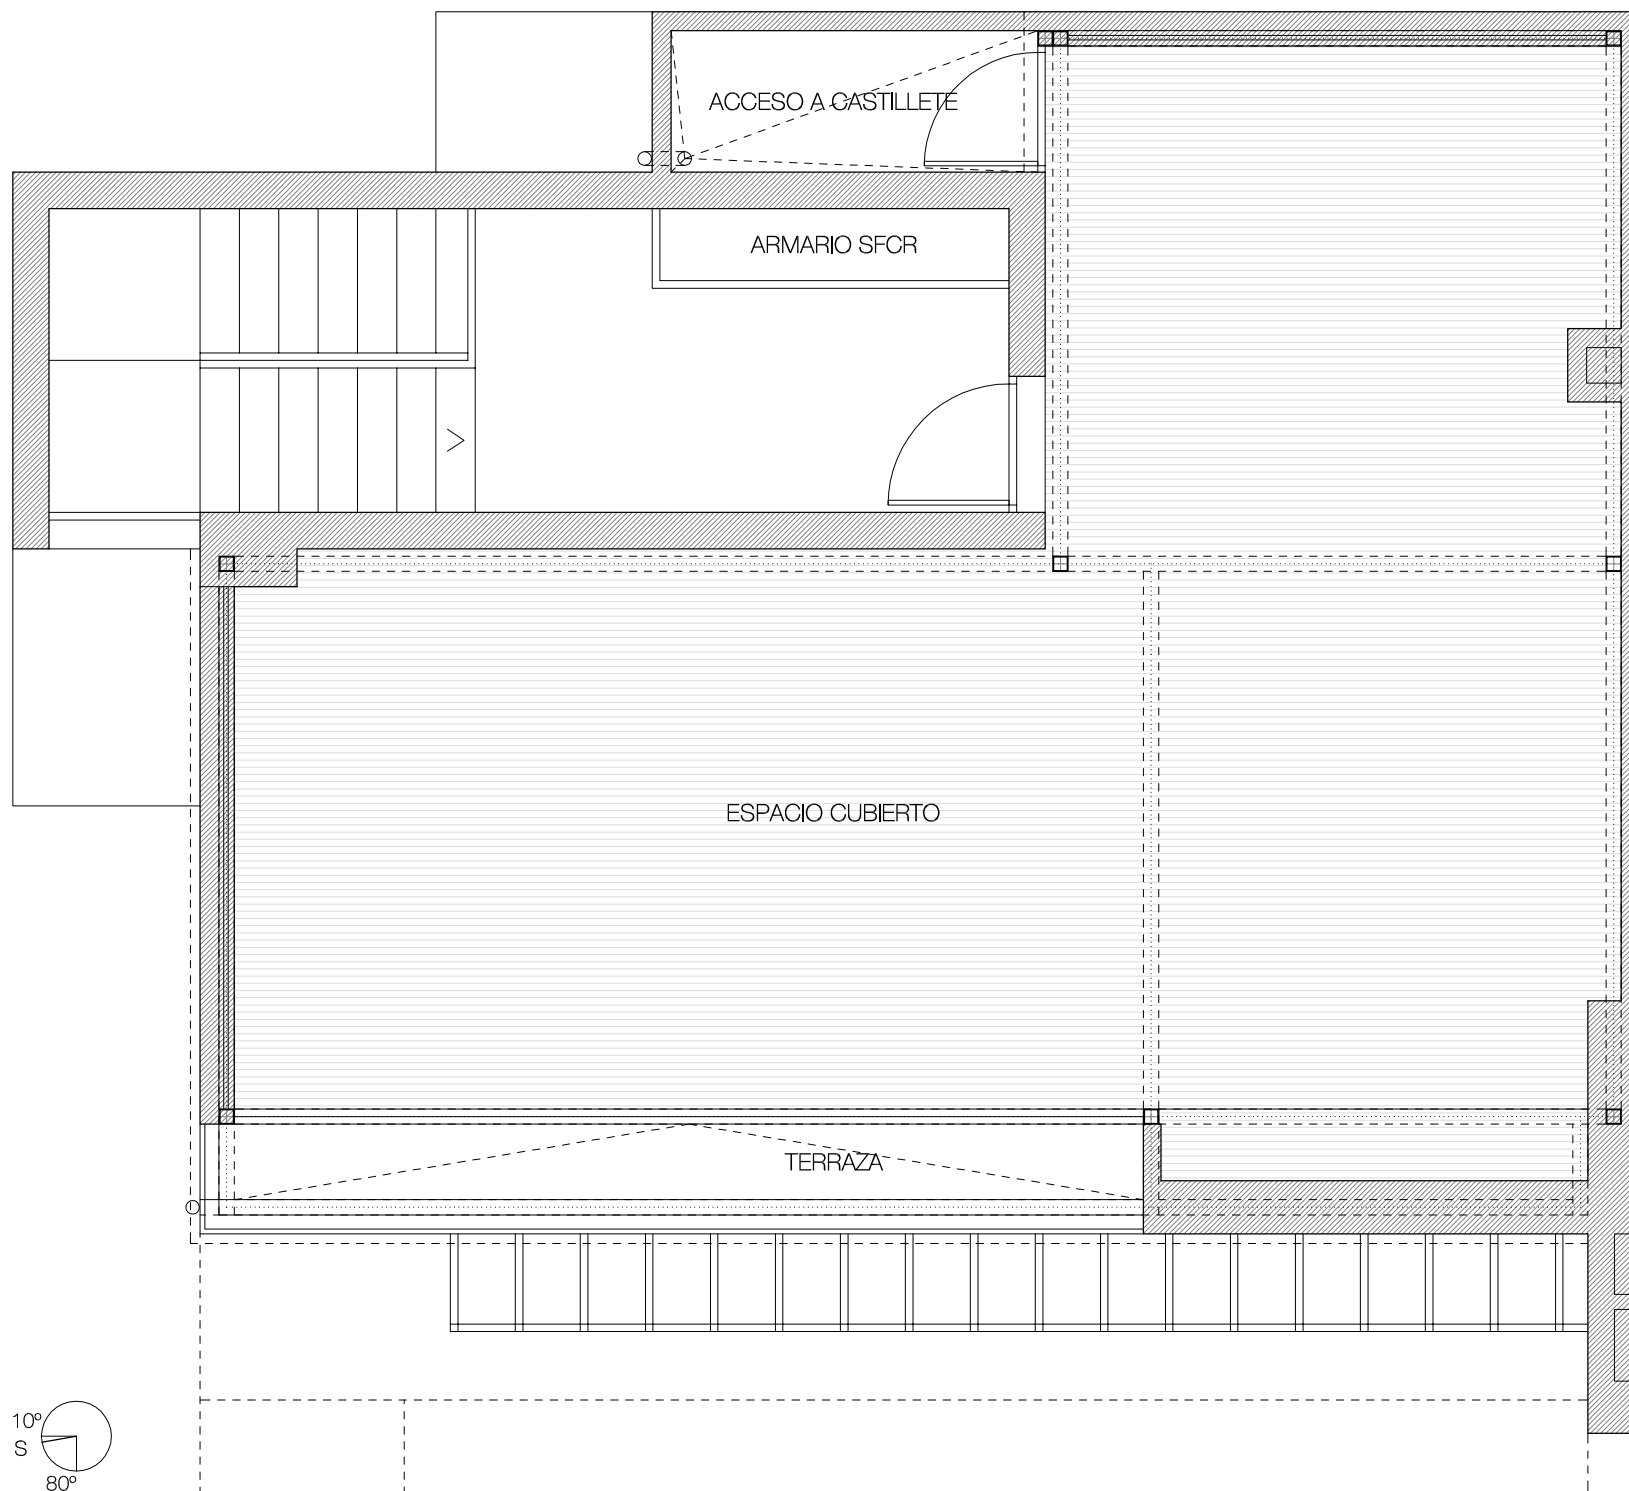 ACCESO A CASTILLETE
ARMARIO SFCR
ESPACIO CUBIERTO
TERRAZA
10º
S
80º